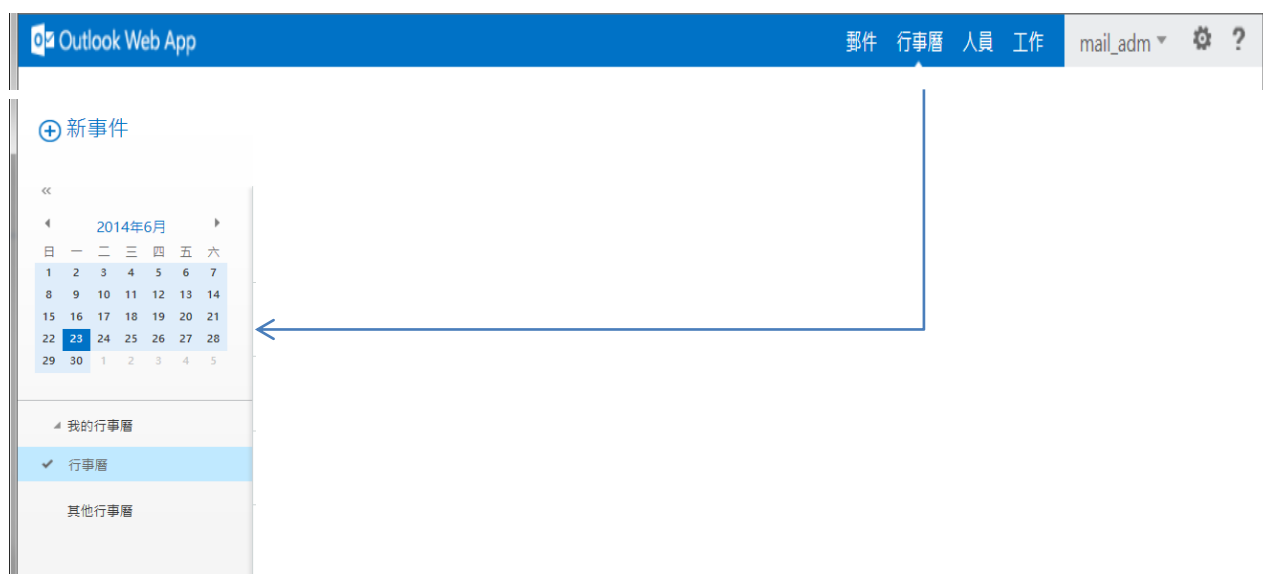 Outlook Web App 郵件 行事曆 人員 工作 mail_adm ?
新事件
«
2014年6月
日 一 二 三 四 五 六
1 2 3 4 5 6 7
8 9 10 11 12 13 14
15 16 17 18 19 20 21
22 23 24 25 26 27 28
29 30 1 2 3 4 5
我的行事曆
行事曆
其他行事曆